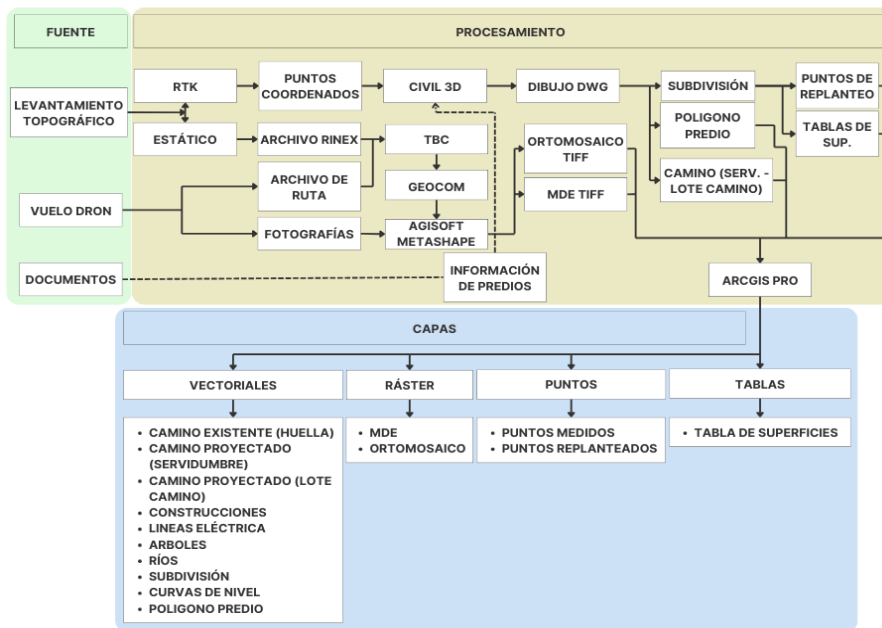 FUENTE
PROCESAMIENTO
LEVANTAMIENTO
TOPOGRÁFICO
VUELO DRON
DOCUMENTOS
RTK
PUNTOS
COORDENADOS
CIVIL 3D
DIBUJO DWG
SUBDIVISIÓN
PUNTOS DE
REPLANTEO
POLIGONO
PREDIO
TABLAS DE
SUP.
CAMINO (SERV. -
LOTE CAMINO)
ESTÁTICO
ARCHIVO RINEX
TBC
ORTOMOSAICO
TIFF
ARCHIVO DE
RUTA
GEOCOM
MDE TIFF
FOTOGRAFÍAS
AGISOFT
METASHAPE
INFORMACIÓN
DE PREDIOS
ARCGIS PRO
CAPAS
VECTORIALES
• CAMINO EXISTENTE (HUELLA)
• CAMINO PROYECTADO
(SERVIDUMBRE)
• CAMINO PROYECTADO (LOTE
CAMINO)
• CONSTRUCCIONES
• LINEAS ELÉCTRICA
• ARBOLES
• RÍOS
• SUBDIVISIÓN
• CURVAS DE NIVEL
• POLIGONO PREDIO
RÁSTER
• MDE
• ORTOMOSAICO
PUNTOS
• PUNTOS MEDIDOS
• PUNTOS REPLANTEADOS
TABLAS
• TABLA DE SUPERFICIES